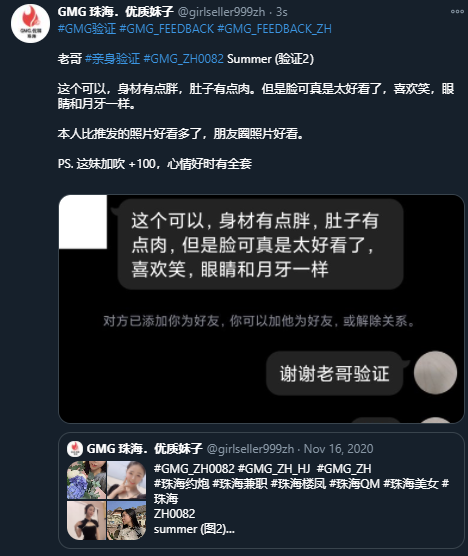 GMG 珠海．优质妹子 @girlseller999zh · 3s
#GMG验证 #GMG_FEEDBACK #GMG_FEEDBACK_ZH
老哥 #亲身验证 #GMG_ZH0082 Summer (验证2)
这个可以，身材有点胖，肚子有点肉。但是脸可真是太好看了，喜欢笑，眼
睛和月牙一样。
本人比推发的照片好看多了，朋友圈照片好看。
PS. 这妹加吹 +100，心情好时有全套
GMG 优质
珠海
这个可以，身材有点胖，肚子有
点肉，但是脸可真是太好看了，
喜欢笑，眼睛和月牙一样
对方已添加你为好友，你可以加他为好友，或解除关系。
谢谢老哥验证
GMG 珠海．优质妹子 @girlseller999zh · Nov 16, 2020
#GMG_ZH0082 #GMG_ZH_HJ #GMG_ZH
#珠海约炮 #珠海兼职 #珠海楼凤 #珠海QM #珠海美女 #
珠海
ZH0082
summer (图2)...